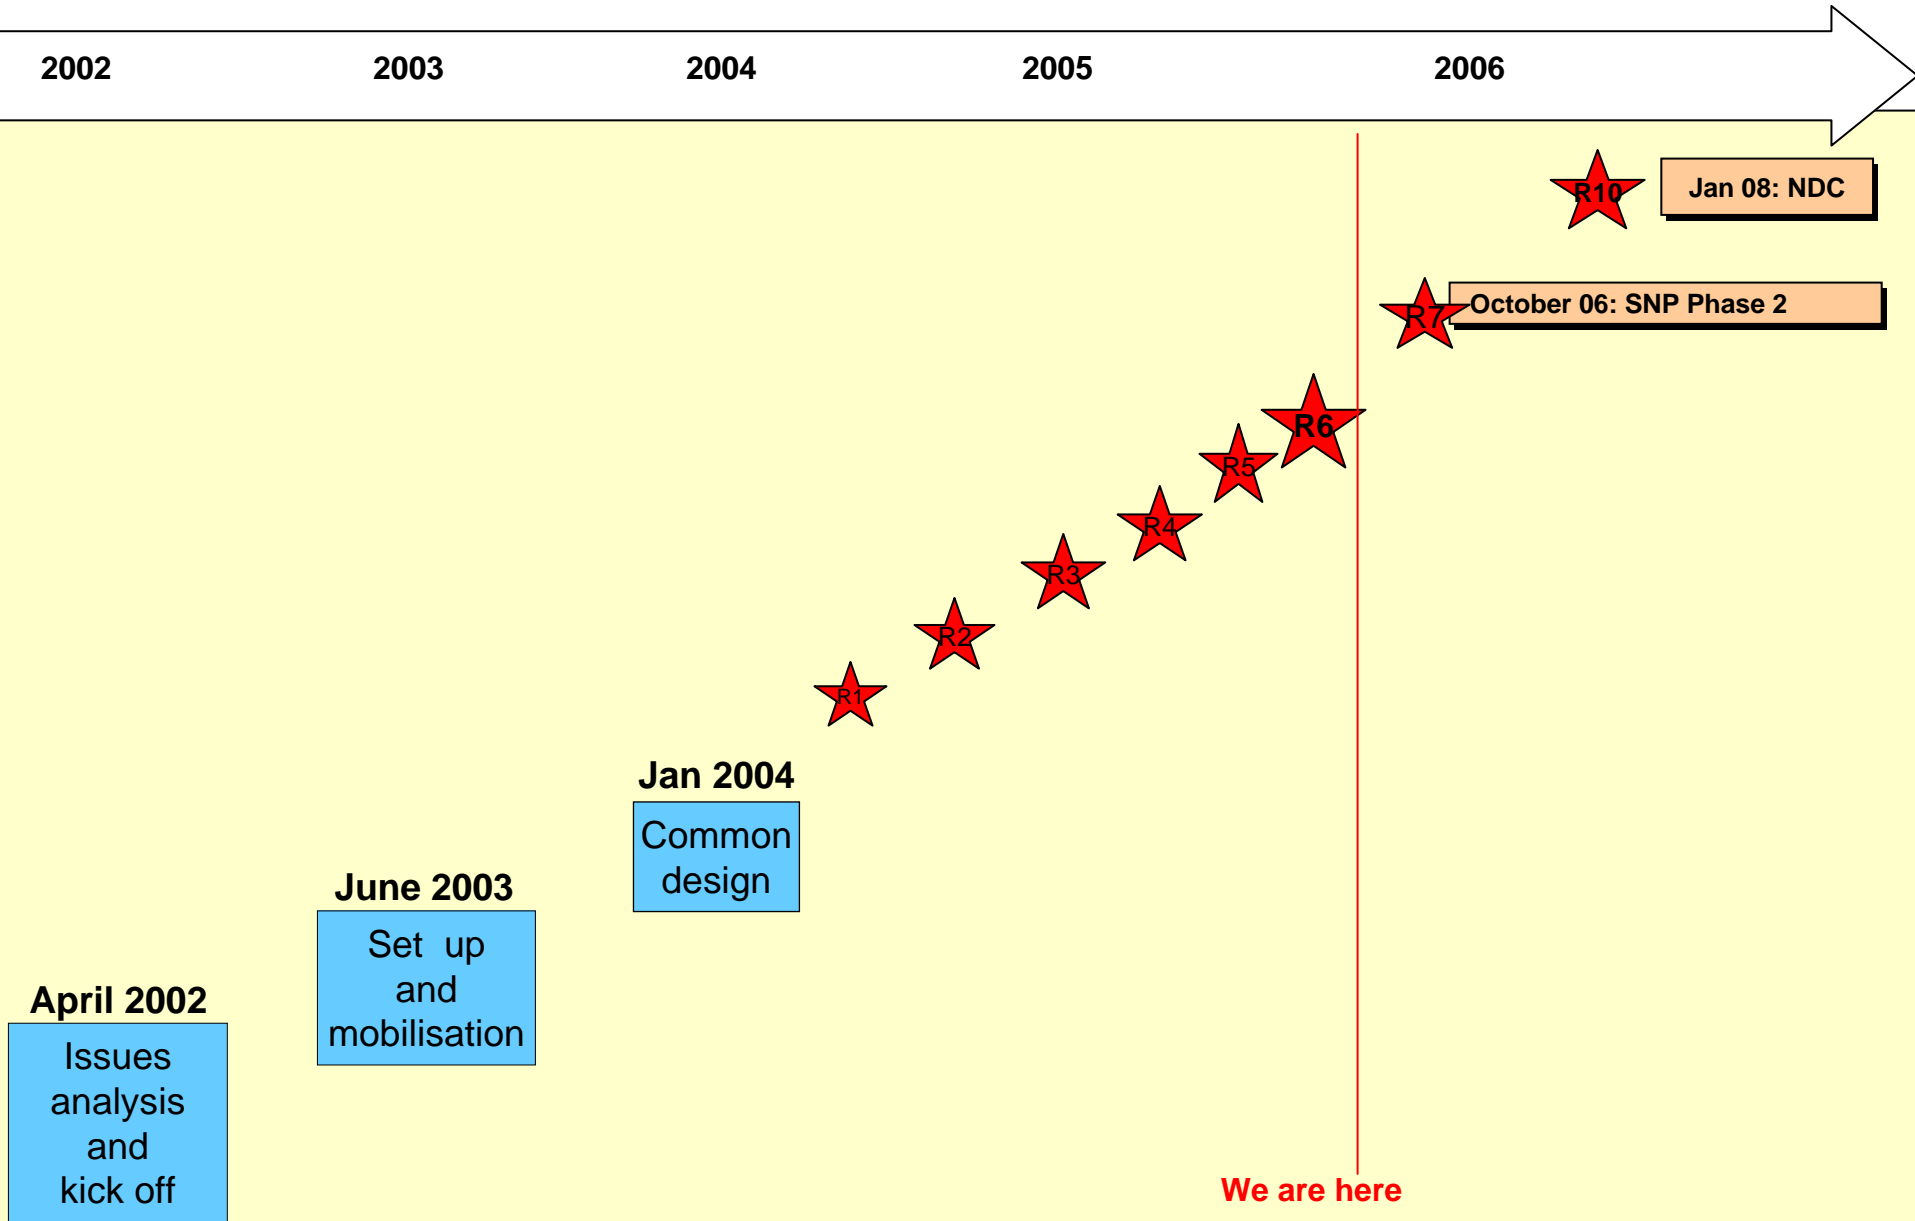 2002 2003 2004 2005 2006
R10
Jan 08: NDC
R7
October 06: SNP Phase 2
R6
R5
R4
R3
R2
R1
Jan 2004
Common
design
June 2003
Set up
and
mobilisation
April 2002
Issues
analysis
and
kick off
We are here